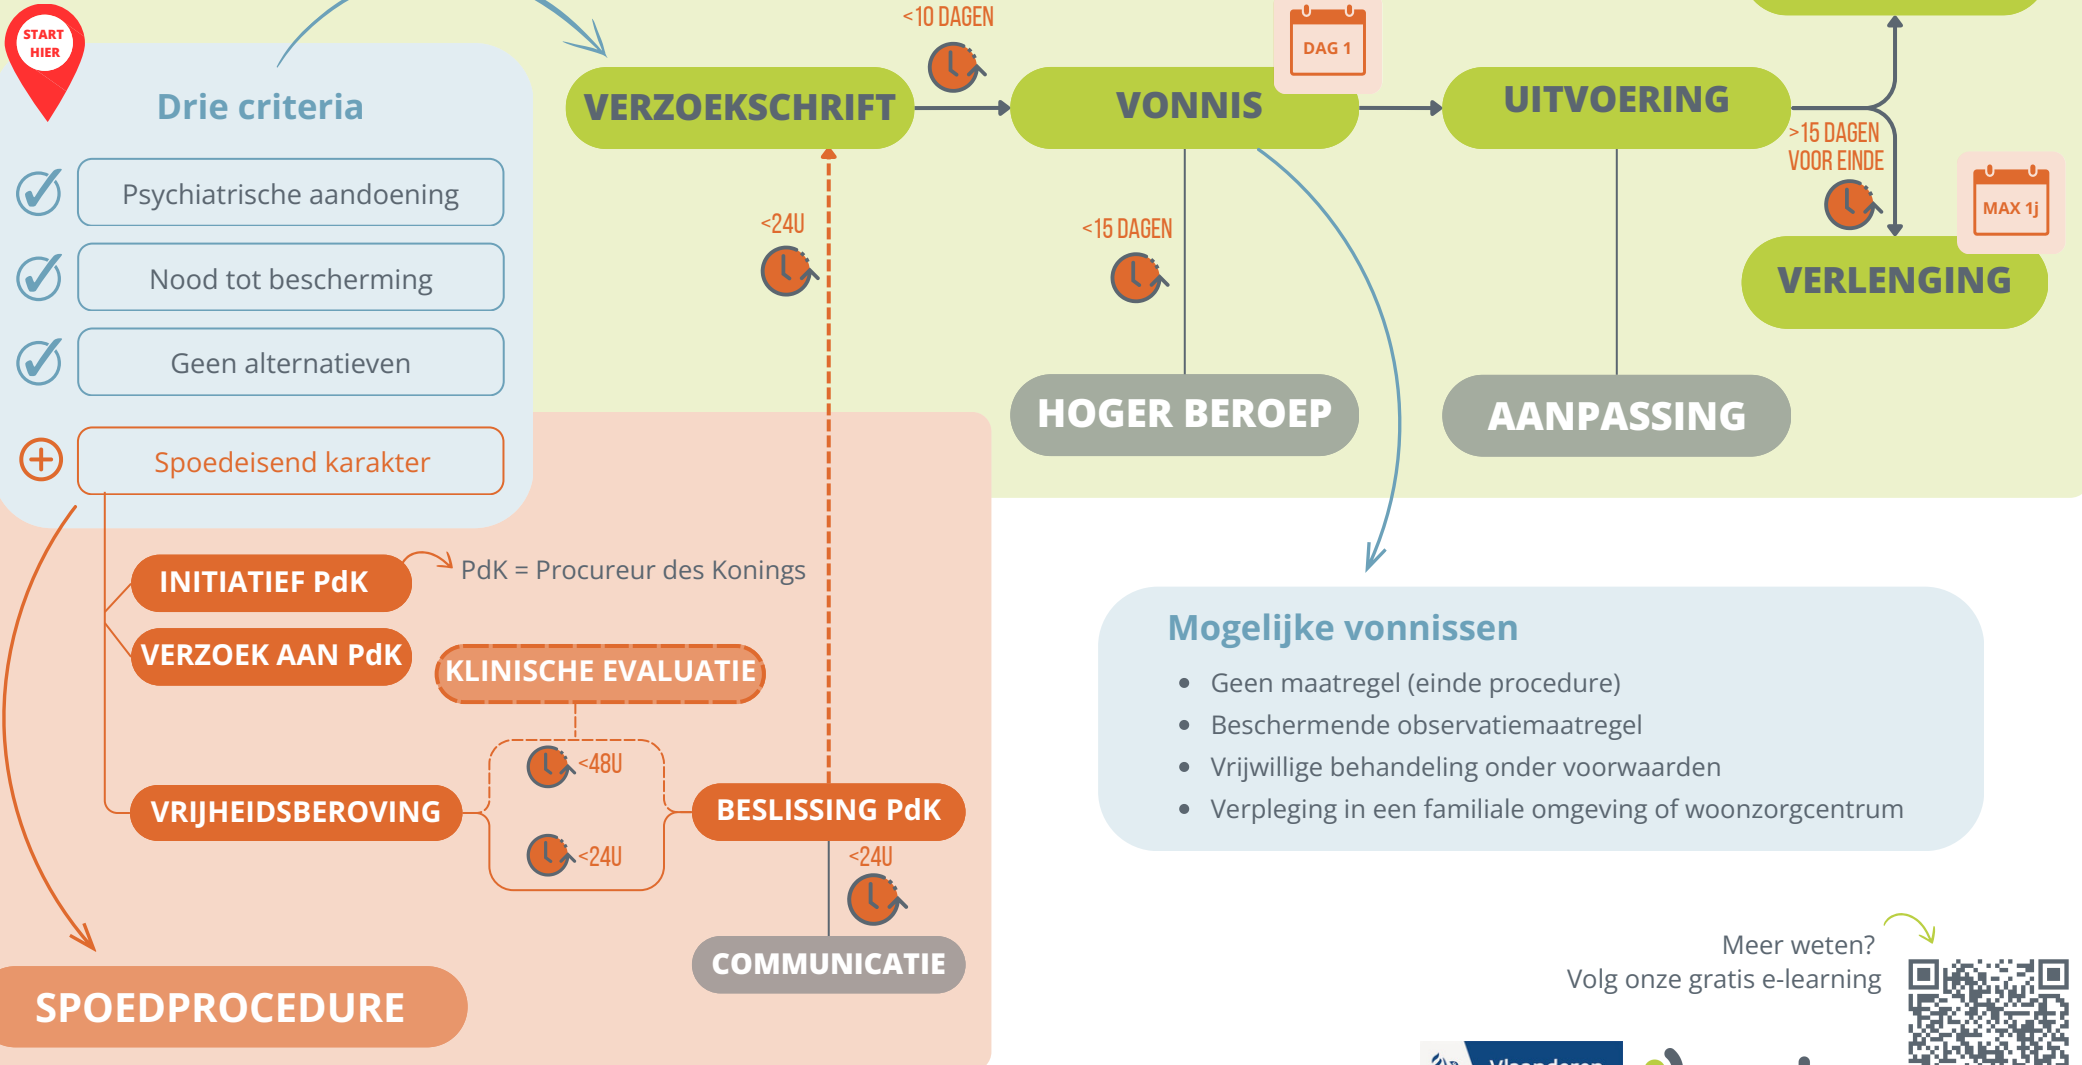 START
HIER
Drie criteria
Psychiatrische aandoening
Nood tot bescherming
Geen alternatieven
Spoedeisend karakter
<10 DAGEN
DAG 1
VERZOEKSCHRIFT
VONNIS
UITVOERING
>15 DAGEN
VOOR EINDE
MAX 1j
VERLENGING
<24U
<15 DAGEN
HOGER BEROEP
AANPASSING
INITIATIEF PdK
PdK = Procureur des Konings
VERZOEK AAN PdK
KLINISCHE EVALUATIE
<48U
VRIJHEIDSBEROVING
BESLISSING PdK
<24U
<24U
COMMUNICATIE
SPOEDPROCEDURE
Mogelijke vonnissen
Geen maatregel (einde procedure)
Beschermende observatiemaatregel
Vrijwillige behandeling onder voorwaarden
Verpleging in een familiale omgeving of woonzorgcentrum
Meer weten?
Volg onze gratis e-learning
Vlaanderen